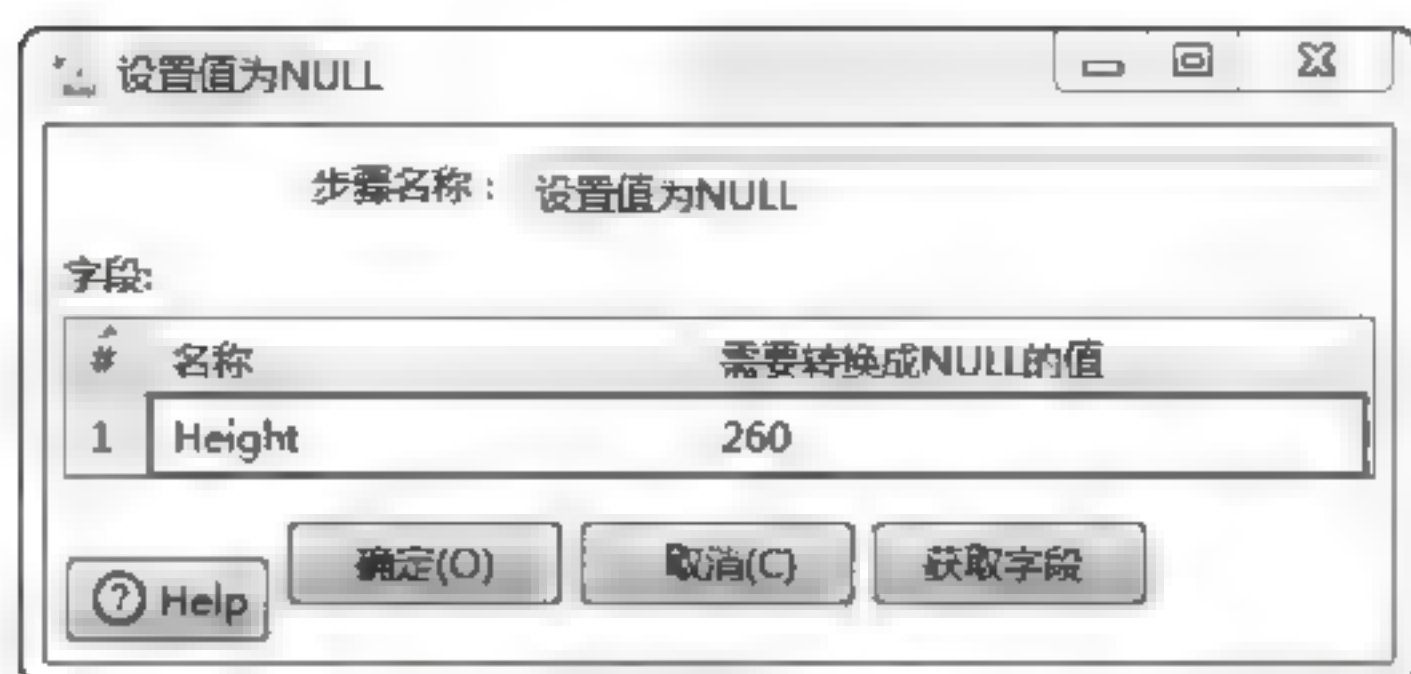 设置值为NULL
步骤名称： 设置值为NULL
字段:
# 名称 需要转换成NULL的值
1 Height 260
Help 确定(O) 取消(C) 获取字段